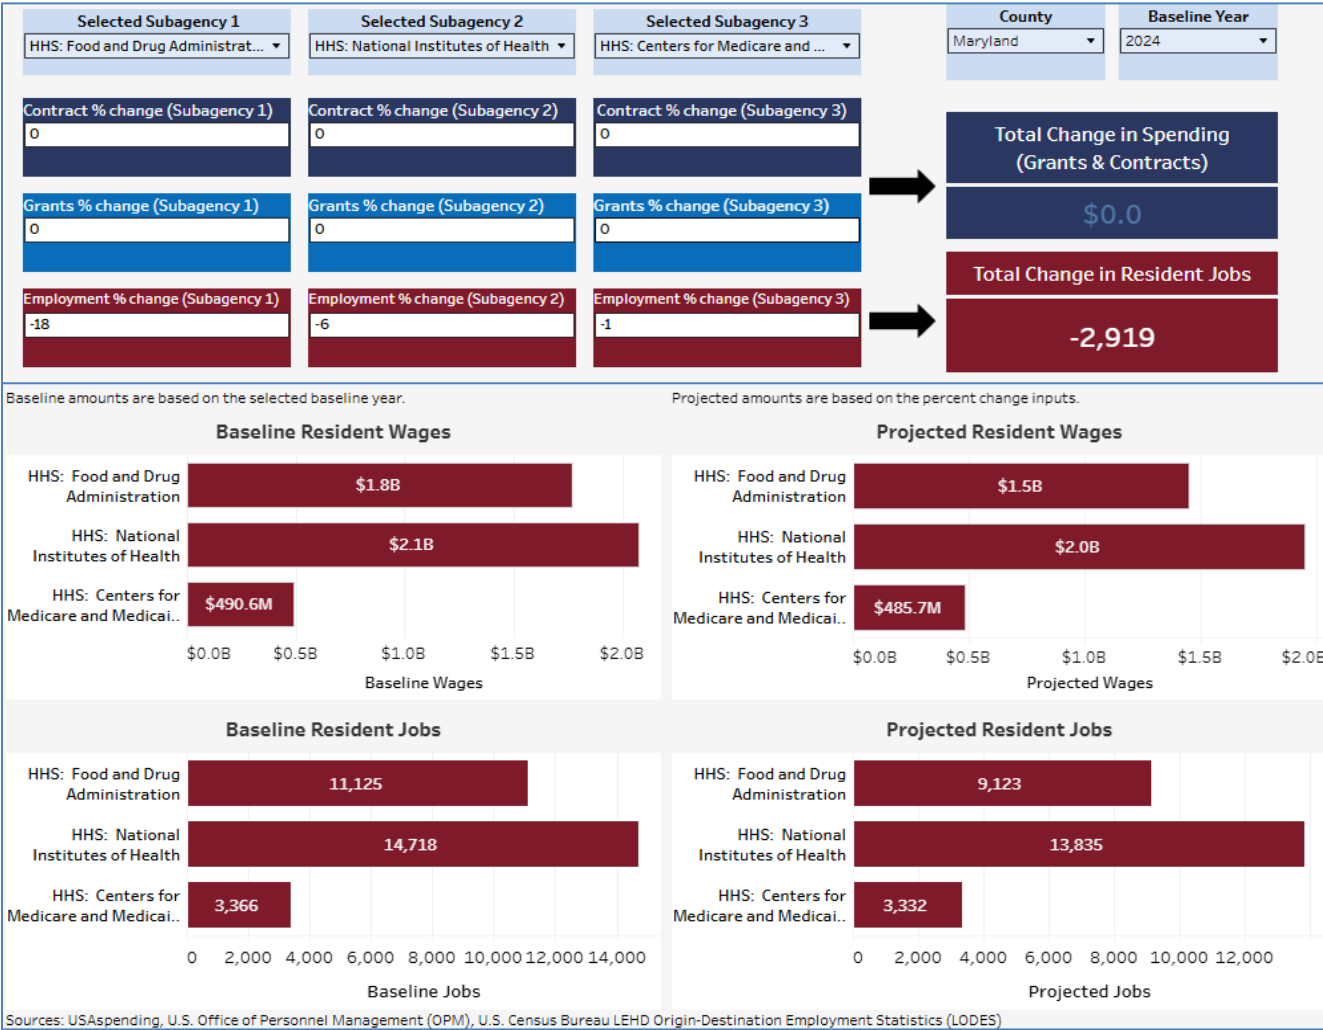 Selected Subagency 1
Selected Subagency 2
Selected Subagency 3
County
Baseline Year
HHS: Food and Drug Administrat...
HHS: National Institutes of Health
HHS: Centers for Medicare and ...
Maryland
2024
Contract % change (Subagency 1)
Contract % change (Subagency 2)
Contract % change (Subagency 3)
0
0
0
Total Change in Spending
(Grants & Contracts)
$0.0
Grants % change (Subagency 1)
Grants % change (Subagency 2)
Grants % change (Subagency 3)
0
0
0
Total Change in Resident Jobs
-2,919
Employment % change (Subagency 1)
Employment % change (Subagency 2)
Employment % change (Subagency 3)
-18
-6
-1
Baseline amounts are based on the selected baseline year.
Projected amounts are based on the percent change inputs.
Baseline Resident Wages
HHS: Food and Drug
Administration
$1.8B
HHS: National
Institutes of Health
$2.1B
HHS: Centers for
Medicare and Medicai..
$490.6M
$0.0B $0.5B $1.0B $1.5B $2.0B
Baseline Wages
Projected Resident Wages
HHS: Food and Drug
Administration
$1.5B
HHS: National
Institutes of Health
$2.0B
HHS: Centers for
Medicare and Medicai..
$485.7M
$0.0B $0.5B $1.0B $1.5B $2.0B
Projected Wages
Baseline Resident Jobs
HHS: Food and Drug
Administration
11,125
HHS: National
Institutes of Health
14,718
HHS: Centers for
Medicare and Medicai..
3,366
0 2,000 4,000 6,000 8,000 10,000 12,000 14,000
Baseline Jobs
Projected Resident Jobs
HHS: Food and Drug
Administration
9,123
HHS: National
Institutes of Health
13,835
HHS: Centers for
Medicare and Medicai..
3,332
0 2,000 4,000 6,000 8,000 10,000 12,000
Projected Jobs
Sources: USAspending, U.S. Office of Personnel Management (OPM), U.S. Census Bureau LEHD Origin-Destination Employment Statistics (LODES)